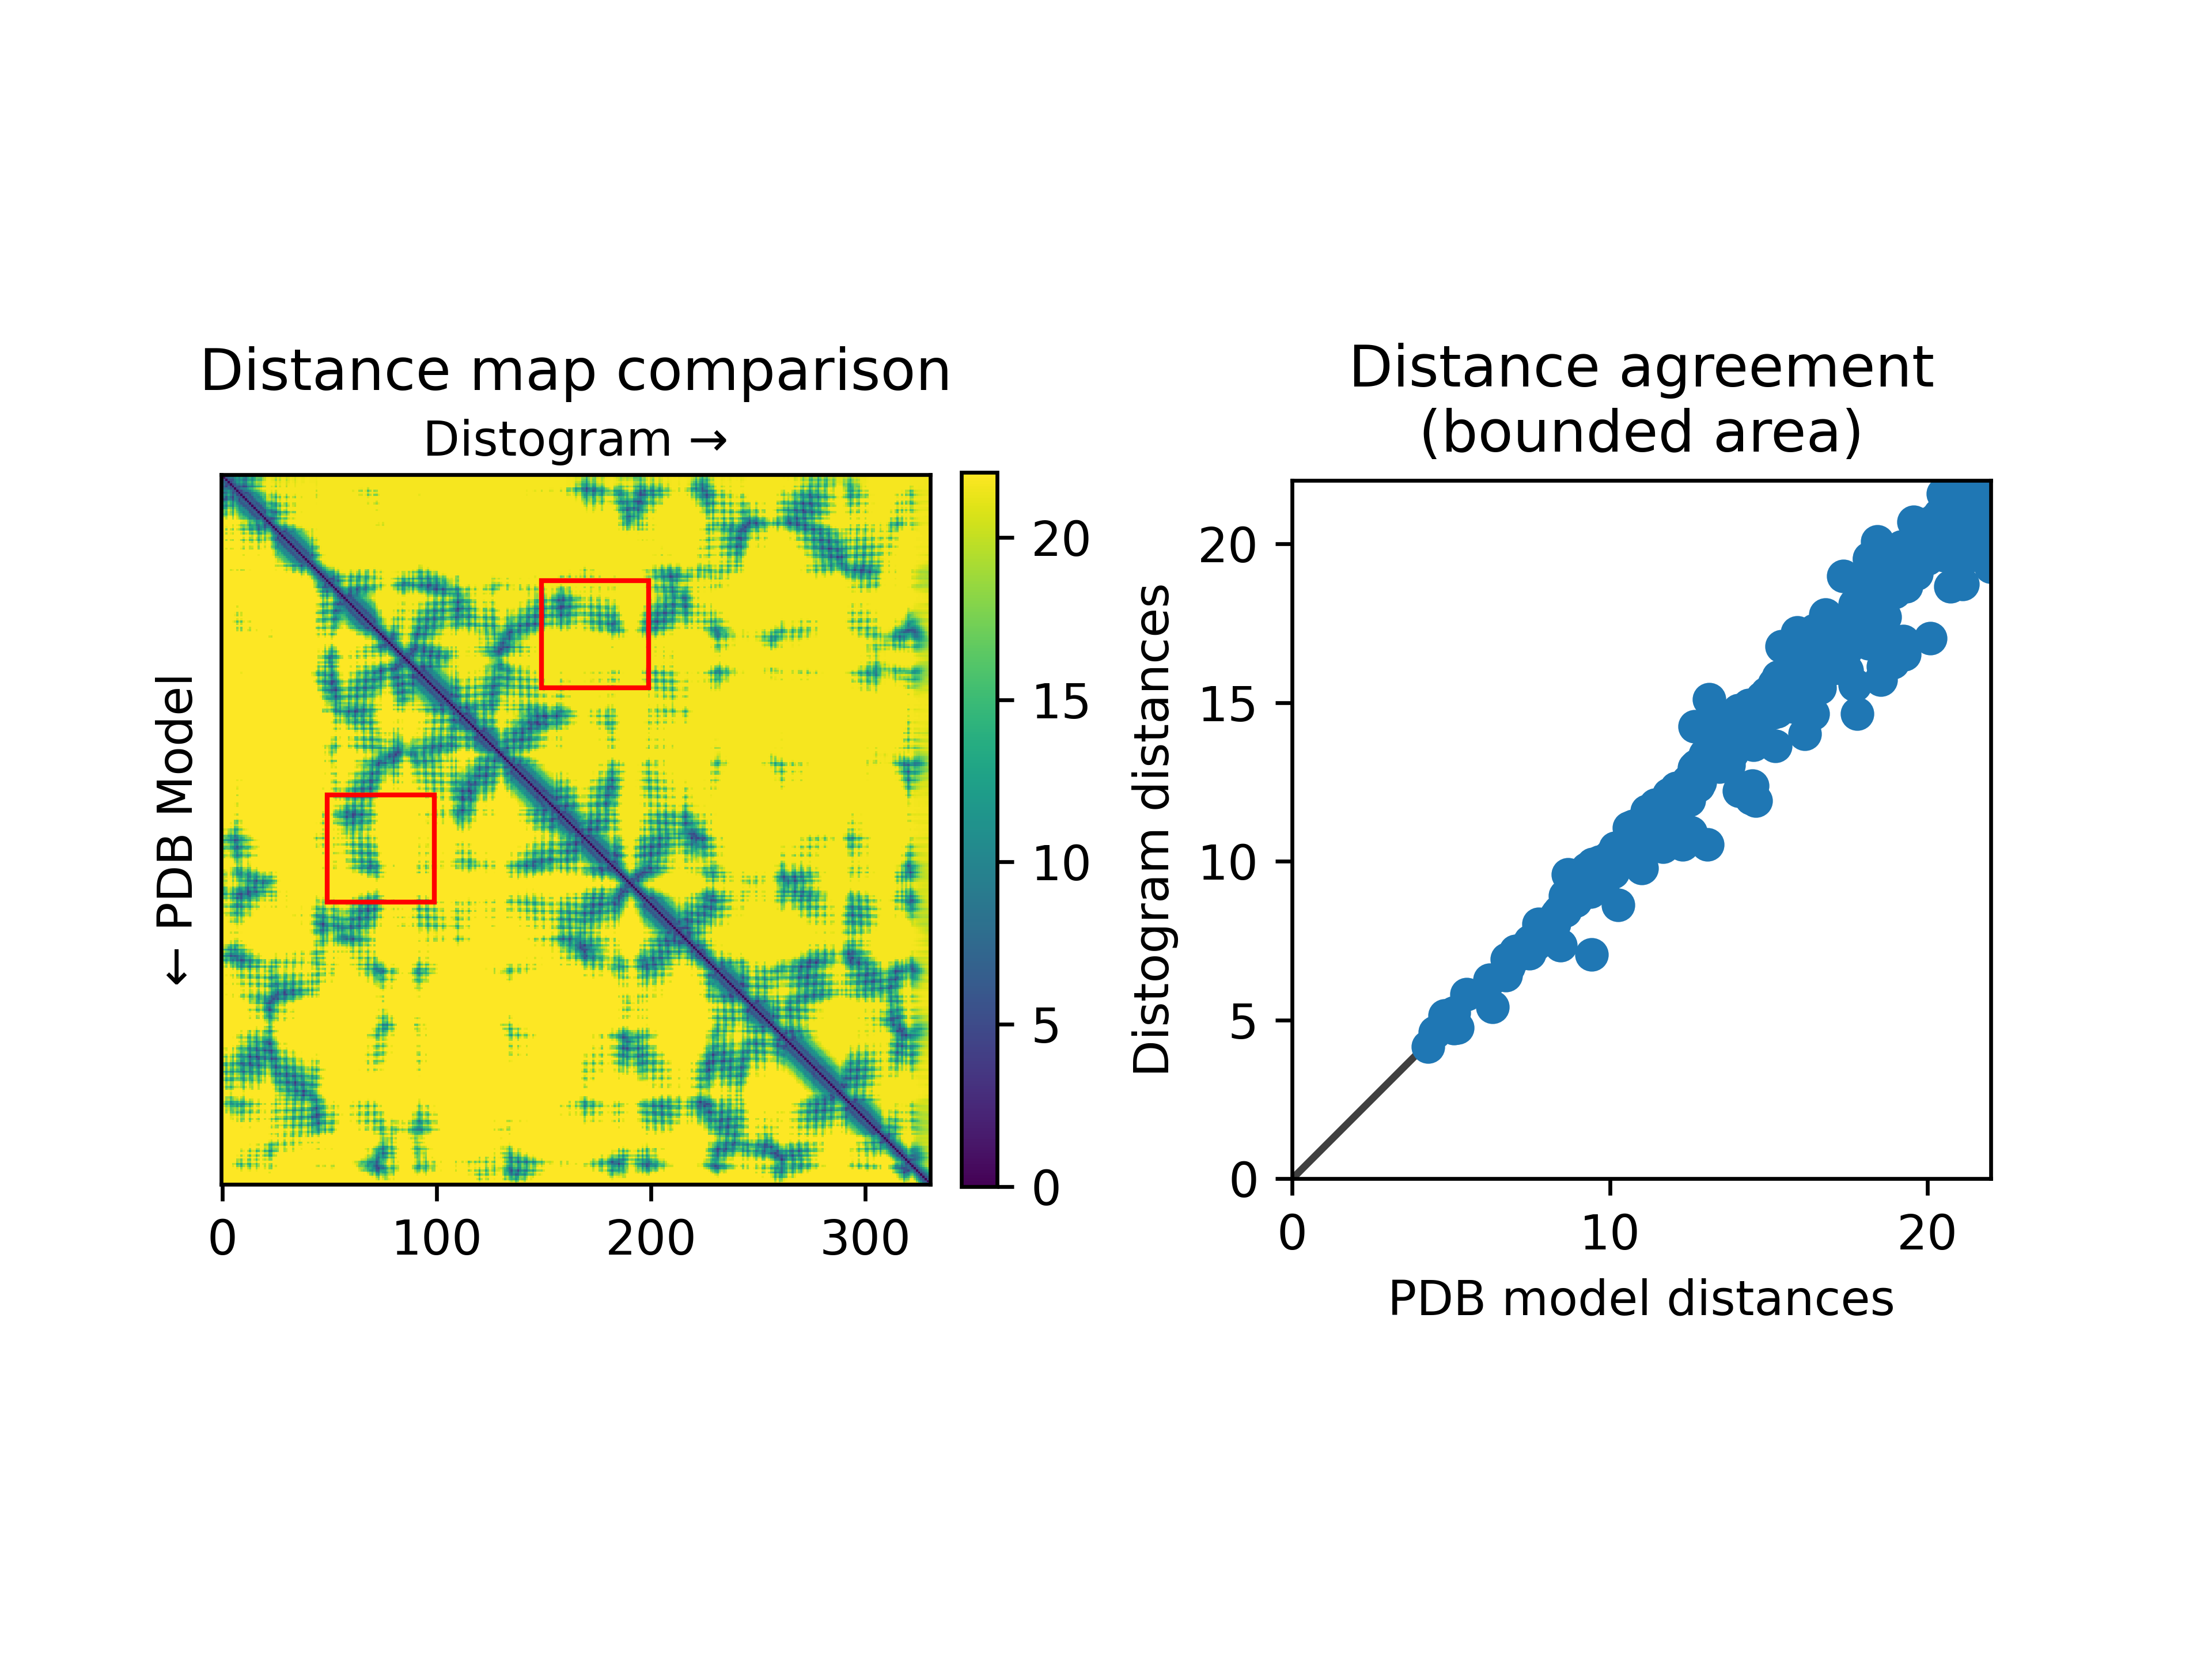 Distance map comparison
Distogram →
← PDB Model
20
15
10
5
0
0 100 200 300
Distance agreement
(bounded area)
Distogram distances
20
15
10
5
0
0 10 20
PDB model distances